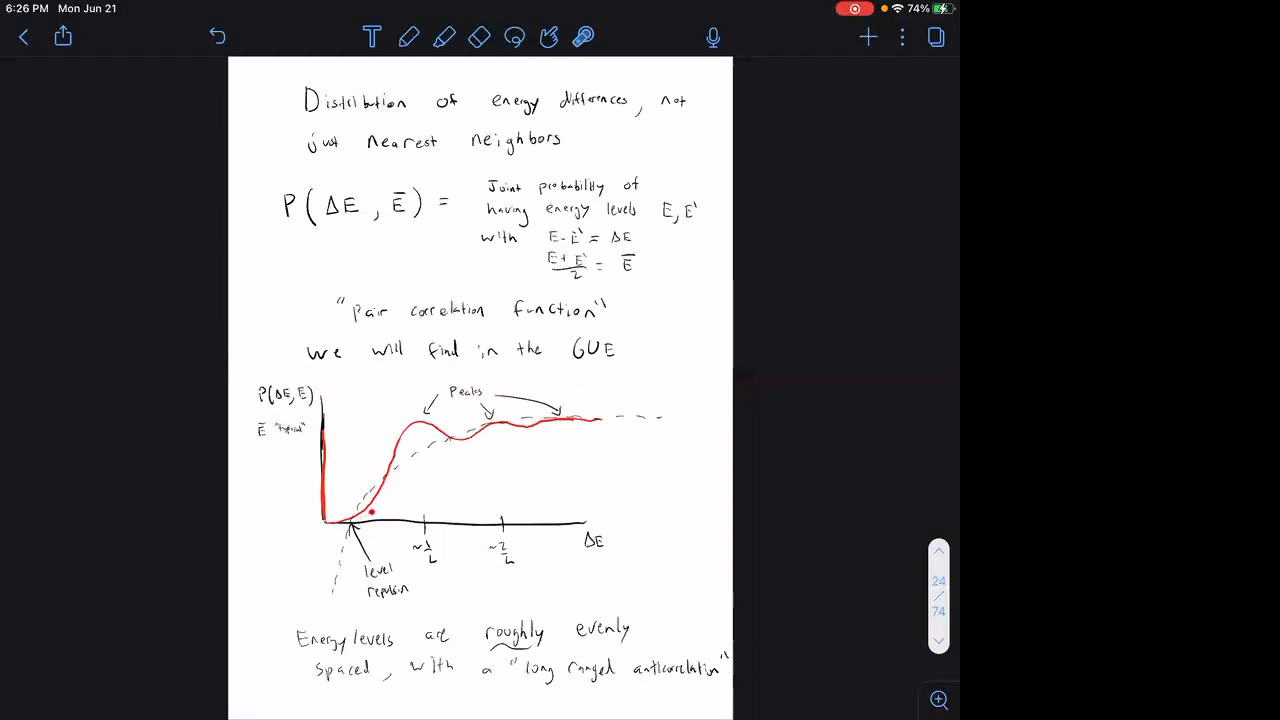 6:26 PM Mon Jun 21
74%
Distribution of energy differences, not
just nearest neighbors
P(ΔE, Ē) = Joint probability of
having energy levels E, E'
with E - E' = ΔE
E + E' / 2 = Ē
"pair correlation function"
we will find in the GUE
P(ΔE, Ē)
Peaks
Ē "typical"
~ 1/L
~ 2/L
ΔE
level
repulsion
24
/
74
Energy levels are roughly evenly
spaced, with a "long ranged anticorrelation"